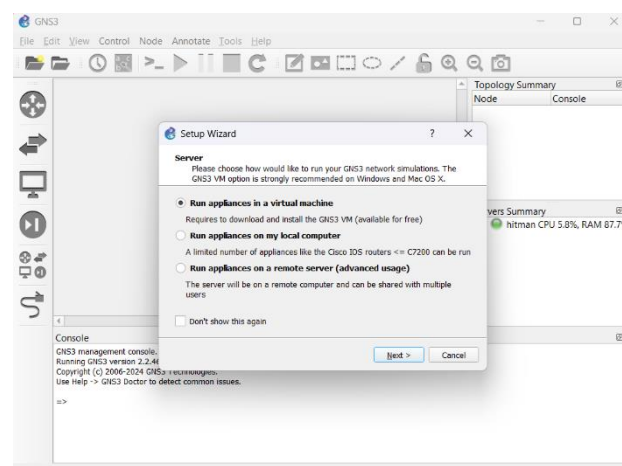 GNS3
File Edit View Control Node Annotate Tools Help
Topology Summary
Node Console
Setup Wizard ?
Server
Please choose how would like to run your GNS3 network simulations. The
GNS3 VM option is strongly recommended on Windows and Mac OS X.
Run appliances in a virtual machine
Requires to download and install the GNS3 VM (available for free)
Run appliances on my local computer
A limited number of appliances like the Cisco IOS routers <= C7200 can be run
Run appliances on a remote server (advanced usage)
The server will be on a remote computer and can be shared with multiple
users
Don't show this again
Next > Cancel
vers Summary
hitman CPU 5.8%, RAM 87.7%
Console
GNS3 management console.
Running GNS3 version 2.2.46
Copyright (c) 2006-2024 GNS3 Technologies.
Use Help -> GNS3 Doctor to detect common issues.
=>